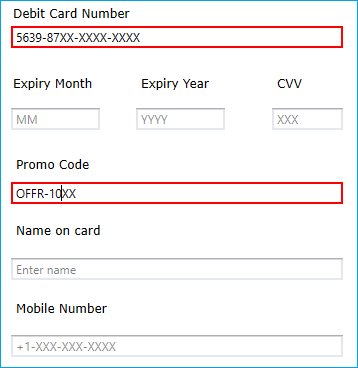 Debit Card Number
5639-87XX-XXXX-XXXX
Expiry Month Expiry Year CVV
MM YYYY XXX
Promo Code
OFFR-10XX
Name on card
Enter name
Mobile Number
+1-XXX-XXX-XXXX